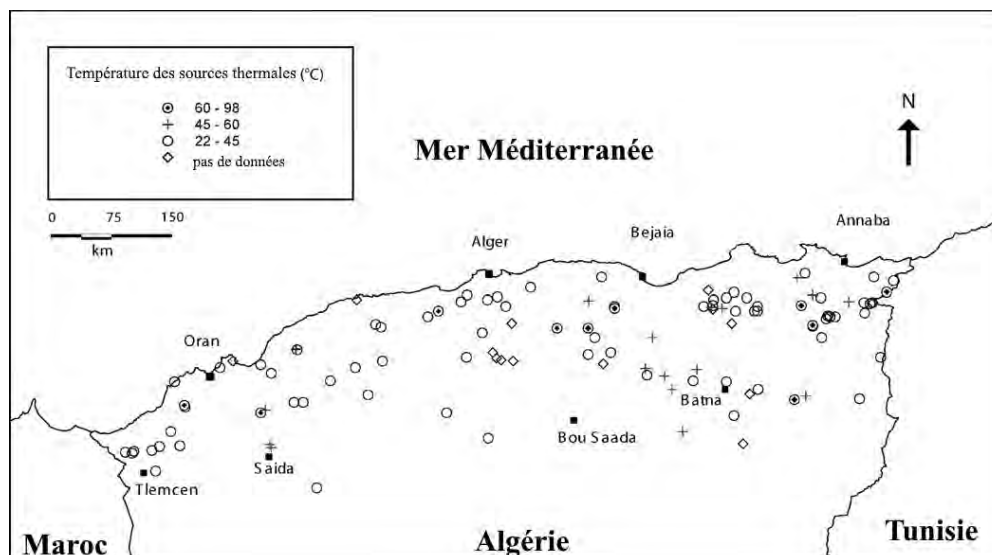 Température des sources thermales (°C)
60 - 98
45 - 60
22 - 45
pas de données
0 75 150
km
N
Mer Méditerranée
Annaba
Bejaia
Alger
Oran
Batna
Bou Saada
Saida
Tlemcen
Maroc
Algérie
Tunisie